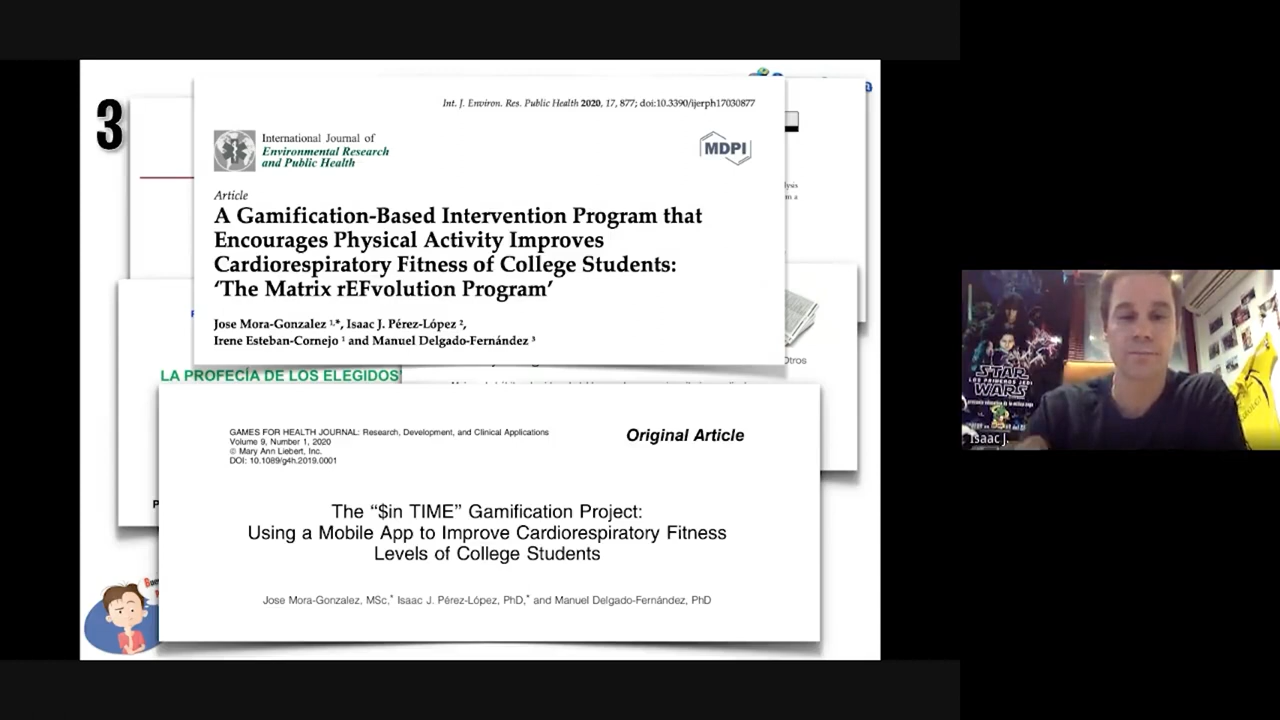 3
Int. J. Environ. Res. Public Health 2020, 17, 877; doi:10.3390/ijerph17030877
International Journal of
Environmental Research
and Public Health
MDPI
Article
A Gamification-Based Intervention Program that
Encourages Physical Activity Improves
Cardiorespiratory Fitness of College Students:
‘The Matrix rEFvolution Program’
Jose Mora-Gonzalez 1,*, Isaac J. Pérez-López 2,
Irene Esteban-Cornejo 1 and Manuel Delgado-Fernández 3
LA PROFECÍA DE LOS ELEGIDOS
GAMES FOR HEALTH JOURNAL: Research, Development, and Clinical Applications
Volume 9, Number 1, 2020
© Mary Ann Liebert, Inc.
DOI: 10.1089/g4h.2019.0001
Original Article
The “$in TIME” Gamification Project:
Using a Mobile App to Improve Cardiorespiratory Fitness
Levels of College Students
Jose Mora-Gonzalez, MSc,* Isaac J. Pérez-López, PhD,* and Manuel Delgado-Fernández, PhD
STAR
LOS PRIMEROS JEDI
WARS
Isaac J.